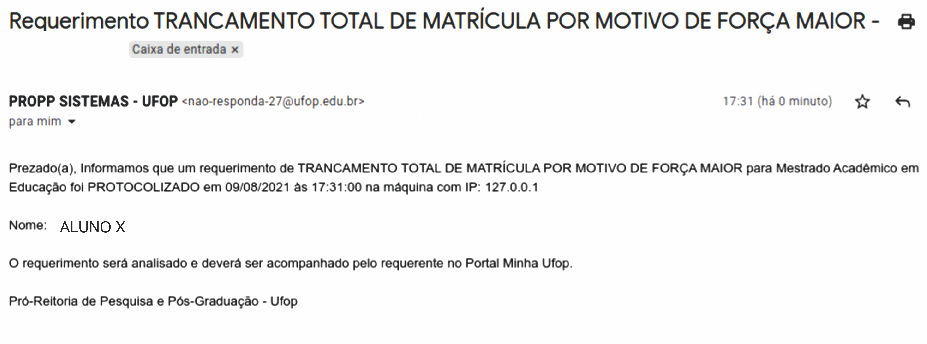 Requerimento TRANCAMENTO TOTAL DE MATRÍCULA POR MOTIVO DE FORÇA MAIOR -
Caixa de entrada ×
PROPP SISTEMAS - UFOP <nao-responda-27@ufop.edu.br>
17:31 (há 0 minuto)
para mim
Prezado(a), Informamos que um requerimento de TRANCAMENTO TOTAL DE MATRÍCULA POR MOTIVO DE FORÇA MAIOR para Mestrado Acadêmico em
Educação foi PROTOCOLIZADO em 09/08/2021 às 17:31:00 na máquina com IP: 127.0.0.1
Nome: ALUNO X
O requerimento será analisado e deverá ser acompanhado pelo requerente no Portal Minha Ufop.
Pró-Reitoria de Pesquisa e Pós-Graduação - Ufop